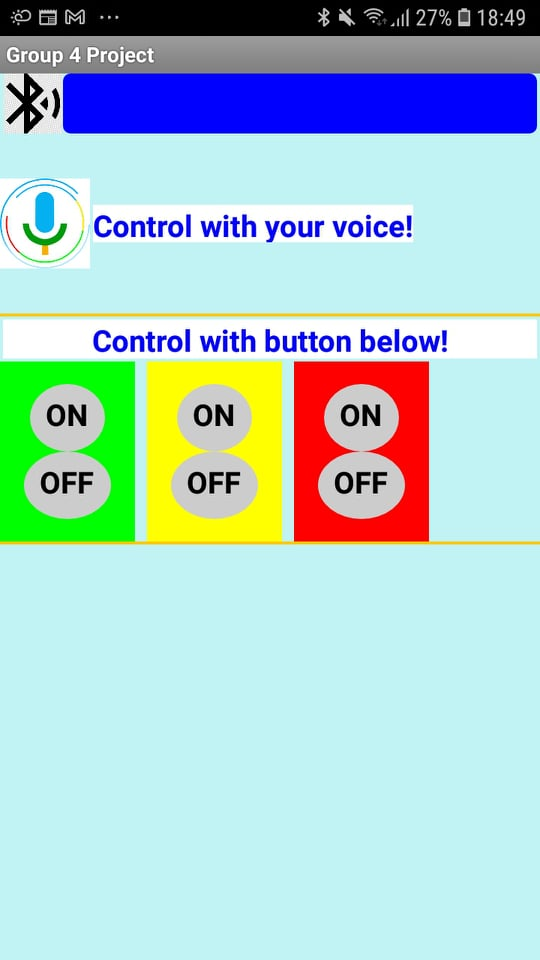 27% 18:49
Group 4 Project
Control with your voice!
Control with button below!
ON ON ON
OFF OFF OFF